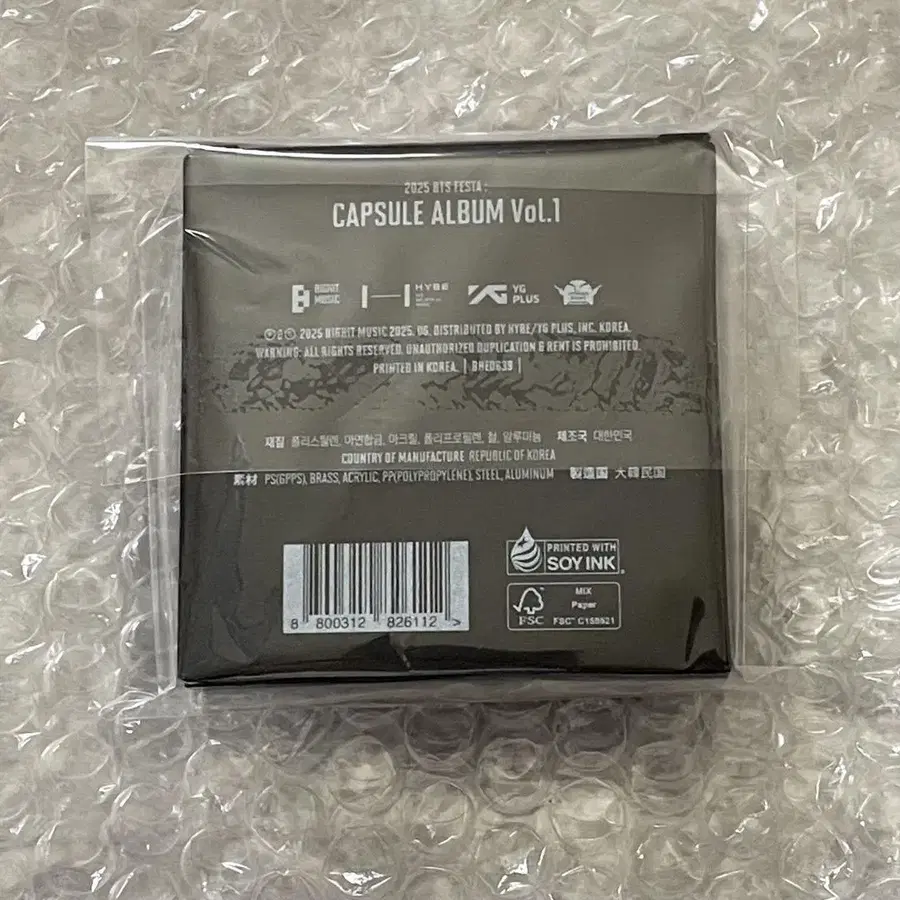 2025 BTS FESTA :
CAPSULE ALBUM Vol.1
BIGHIT MUSIC
HYBE
YG PLUS
Ⓟ © 2025 BIGHIT MUSIC 2025. 06. DISTRIBUTED BY HYBE/YG PLUS, INC. KOREA.
WARNING: ALL RIGHTS RESERVED. UNAUTHORIZED DUPLICATION & RENT IS PROHIBITED.
PRINTED IN KOREA. | BHE0639 |
재질 폴리스틸렌, 아연합금, 아크릴, 폴리프로필렌, 철, 알루미늄 제조국 대한민국
COUNTRY OF MANUFACTURE REPUBLIC OF KOREA
素材 PS(GPPS), BRASS, ACRYLIC, PP(POLYPROPYLENE), STEEL, ALUMINUM 製造国 大韓民国
PRINTED WITH
SOY INK
MIX
Paper
FSC
FSC™ C155521
8 800312 826112 >